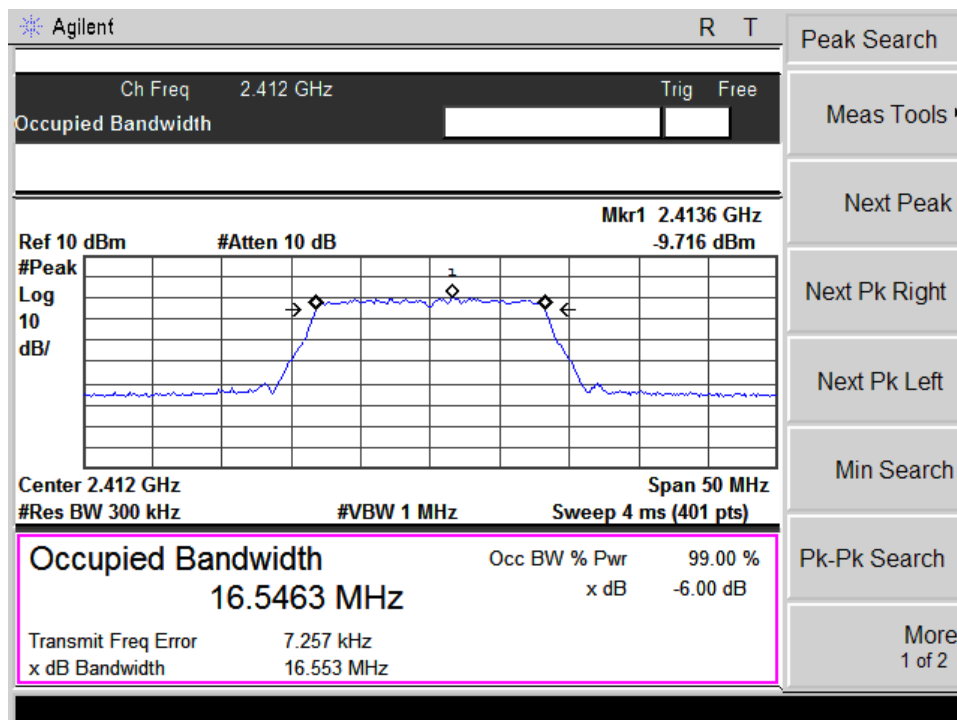 Agilent R T
Ch Freq 2.412 GHz Trig Free
Occupied Bandwidth
Mkr1 2.4136 GHz
Ref 10 dBm #Atten 10 dB -9.716 dBm
#Peak
Log
10
dB/
1
Center 2.412 GHz Span 50 MHz
#Res BW 300 kHz #VBW 1 MHz Sweep 4 ms (401 pts)
Occupied Bandwidth Occ BW % Pwr 99.00 %
16.5463 MHz x dB -6.00 dB
Transmit Freq Error 7.257 kHz
x dB Bandwidth 16.553 MHz
Peak Search
Meas Tools
Next Peak
Next Pk Right
Next Pk Left
Min Search
Pk-Pk Search
More
1 of 2